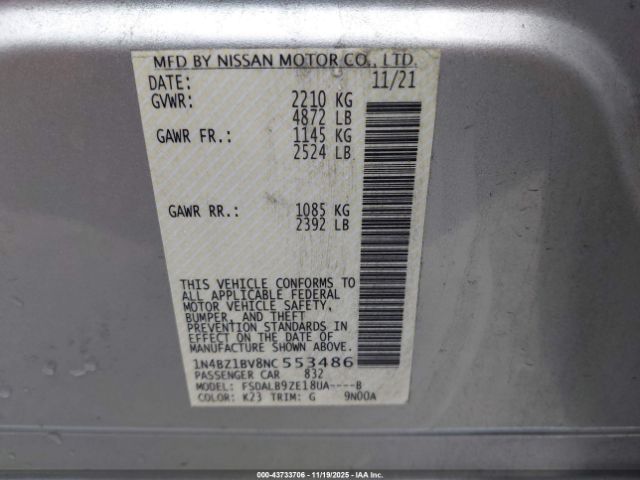 MFD BY NISSAN MOTOR CO., LTD.
DATE: 11/21
GVWR: 2210 KG
4872 LB
GAWR FR.: 1145 KG
2524 LB
GAWR RR.: 1085 KG
2392 LB
THIS VEHICLE CONFORMS TO
ALL APPLICABLE FEDERAL
MOTOR VEHICLE SAFETY,
BUMPER, AND THEFT
PREVENTION STANDARDS IN
EFFECT ON THE DATE OF
MANUFACTURE SHOWN ABOVE.
1N4BZ1BV8NC553486
PASSENGER CAR 832
MODEL: FSDALB9ZE18UA----B
COLOR: K23 TRIM: G 9N00A
000-43733706 - 11/19/2025 - IAAI.com